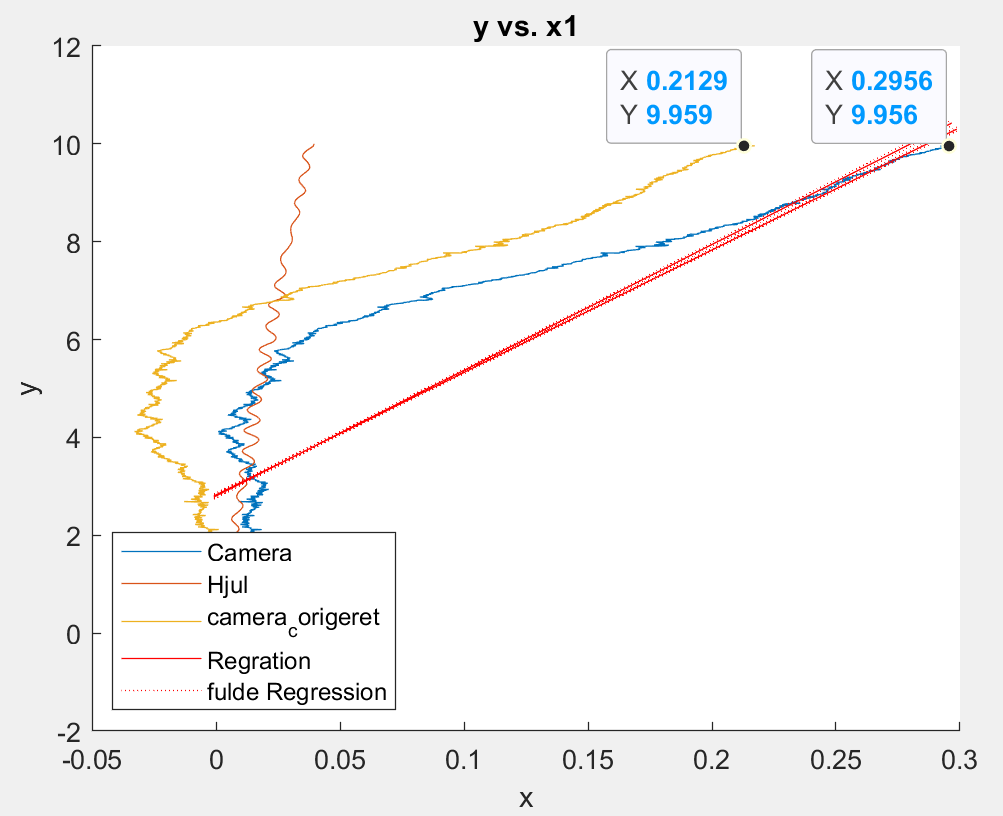 y vs. x1
12
10
8
6
4
2
0
-2
y
X 0.2129
Y 9.959
X 0.2956
Y 9.956
Camera
Hjul
camera_corigeret
Regration
fulde Regression
-0.05
0
0.05
0.1
0.15
0.2
0.25
0.3
x